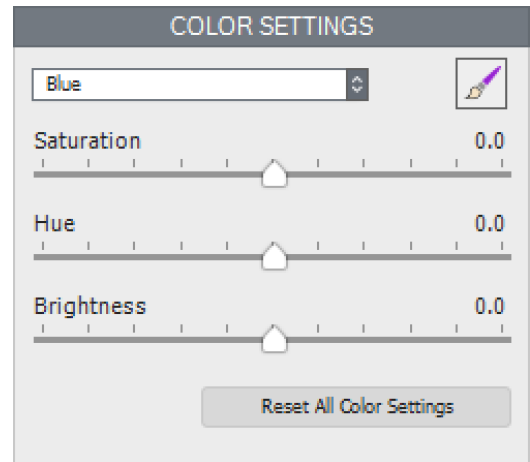 COLOR SETTINGS
Blue
Saturation 0.0
Hue 0.0
Brightness 0.0
Reset All Color Settings